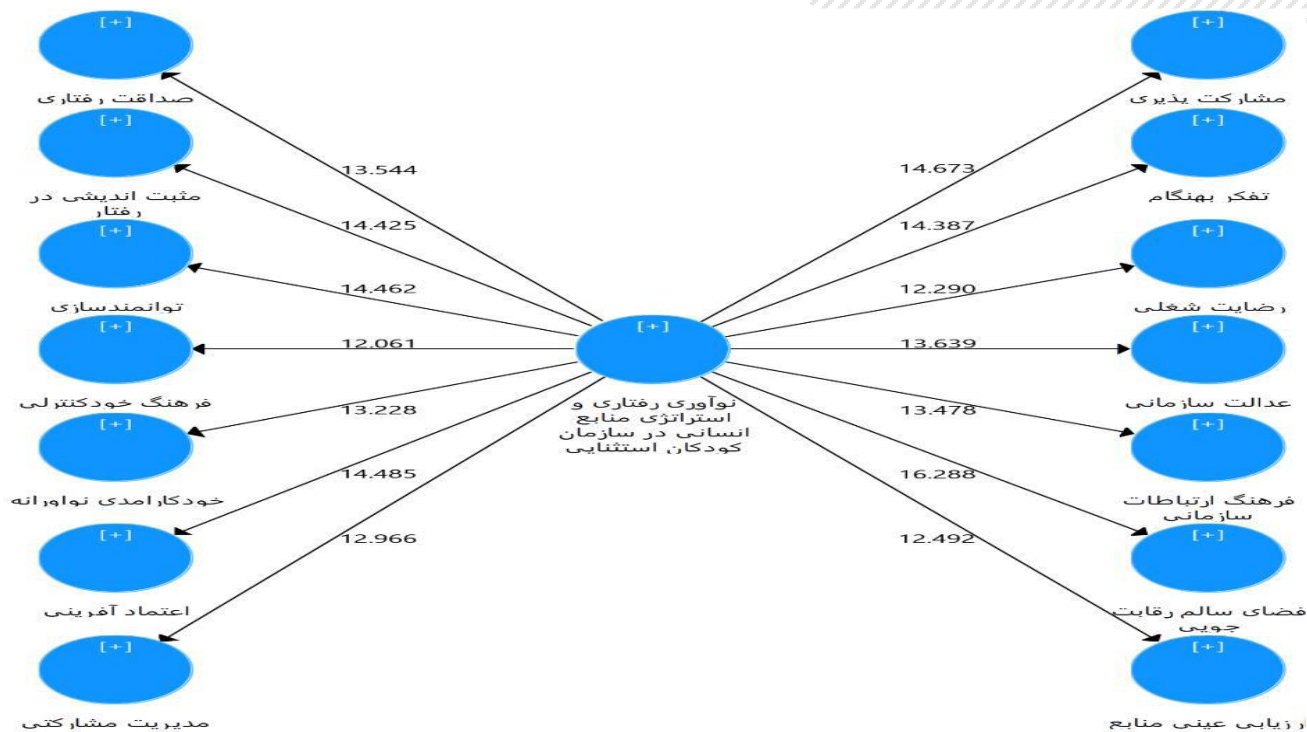 [+]
صداقت رفتاری
[+]
مثبت اندیشی در
رفتار
[+]
توانمندسازی
[+]
فرهنگ خودکنترلی
[+]
خودکارامدی نواورانه
[+]
اعتماد آفرینی
[+]
مدیریت مشارکتی
13.544
14.425
14.462
12.061
13.228
14.485
12.966
[+]
نوآوری رفتاری و
استراتژی منابع
انسانی در سازمان
کودکان استثنایی
14.673
14.387
12.290
13.639
13.478
16.288
12.492
[+]
مشارکت پذیری
[+]
تفکر بهنگام
[+]
رضایت شغلی
[+]
عدالت سازمانی
[+]
فرهنگ ارتباطات
سازمانی
[+]
فضای سالم رقابت
جویی
[+]
ارزیابی عینی منابع